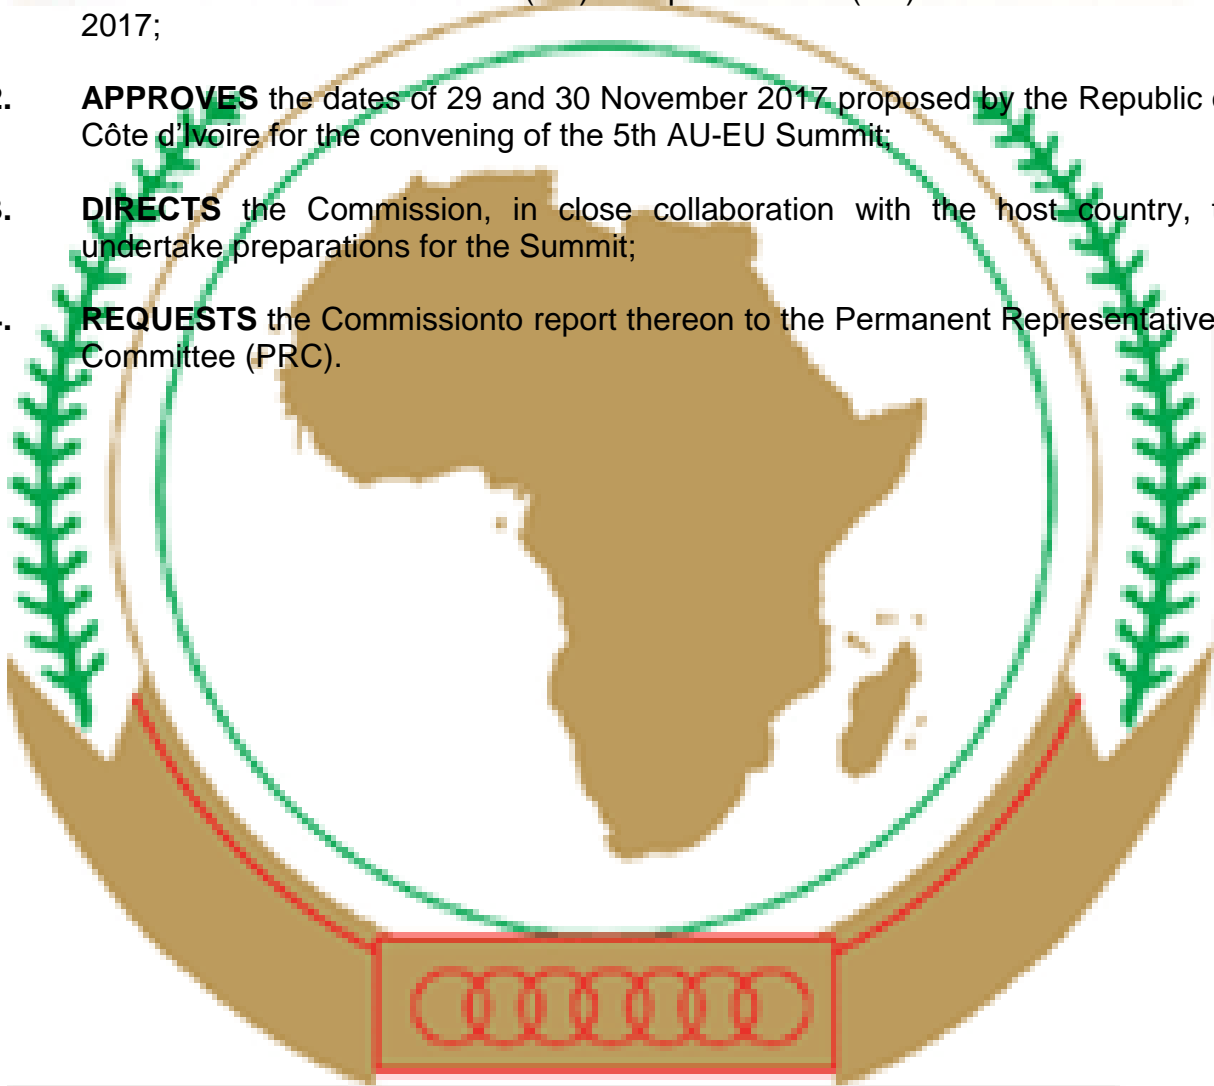 2017;
2. APPROVES the dates of 29 and 30 November 2017 proposed by the Republic
Côte d’Ivoire for the convening of the 5th AU-EU Summit;
DIRECTS the Commission, in close collaboration with the host country,
undertake preparations for the Summit;
REQUESTS the Commissionto report thereon to the Permanent Representative
Committee (PRC).